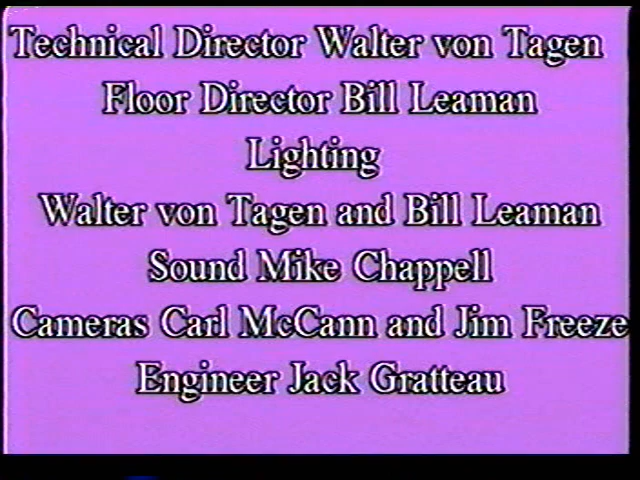 Technical Director Walter von Tagen
Floor Director Bill Leaman
Lighting
Walter von Tagen and Bill Leaman
Sound Mike Chappell
Cameras Carl McCann and Jim Freeze
Engineer Jack Gratteau